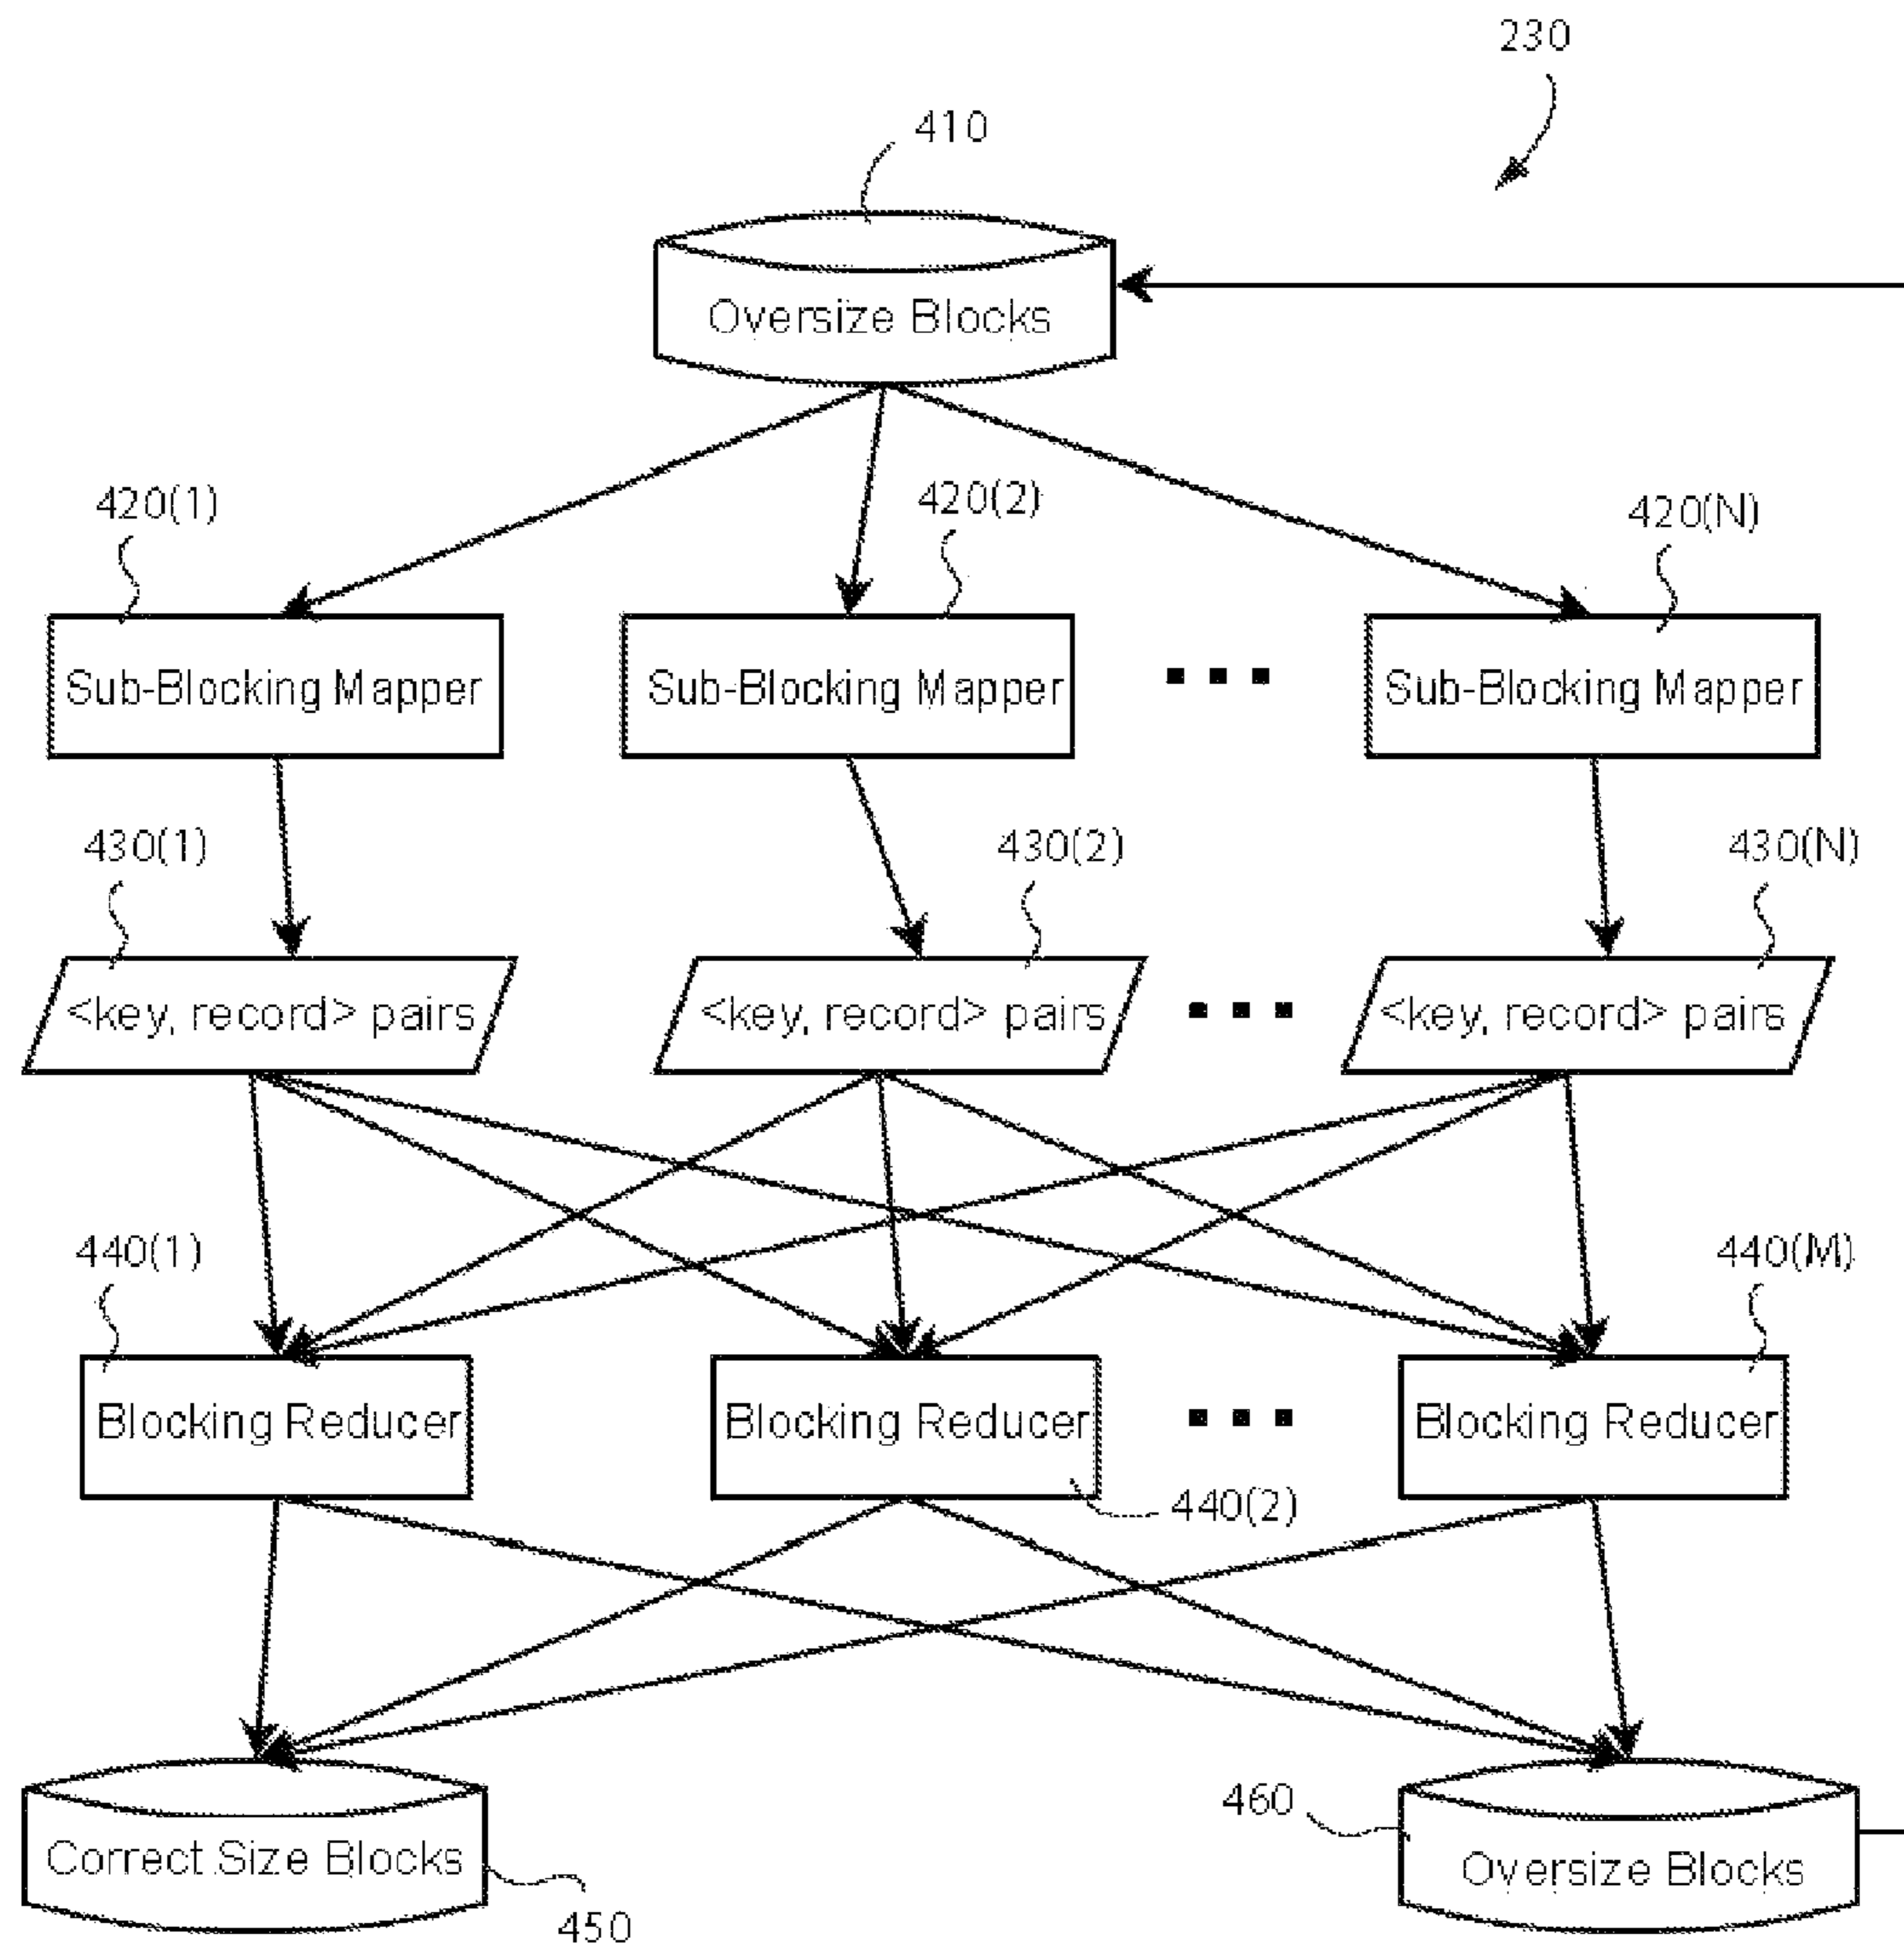 230
410
Oversize Blocks
420(1)
420(2)
420(N)
Sub-Blocking Mapper
Sub-Blocking Mapper
Sub-Blocking Mapper
430(1)
430(2)
430(N)
<key, record> pairs
<key, record> pairs
<key, record> pairs
440(1)
440(M)
Blocking Reducer
Blocking Reducer
Blocking Reducer
440(2)
460
Correct Size Blocks
Oversize Blocks
450